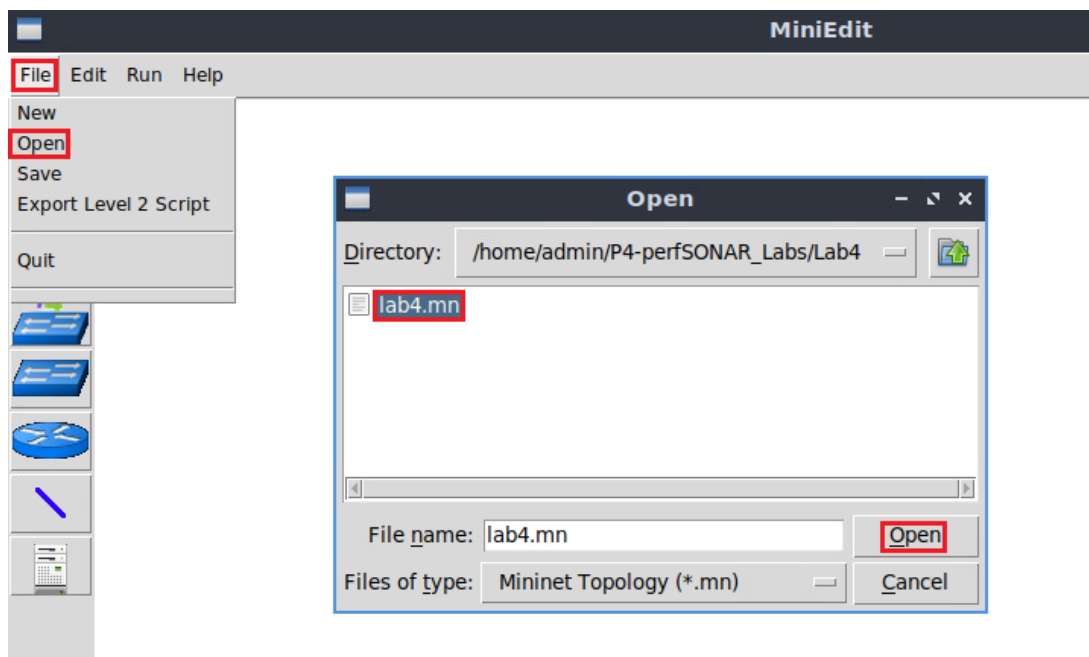 MiniEdit
File Edit Run Help
New
Open
Save
Export Level 2 Script
Quit
Open
Directory: /home/admin/P4-perfSONAR_Labs/Lab4
lab4.mn
File name: lab4.mn
Open
Files of type: Mininet Topology (*.mn)
Cancel